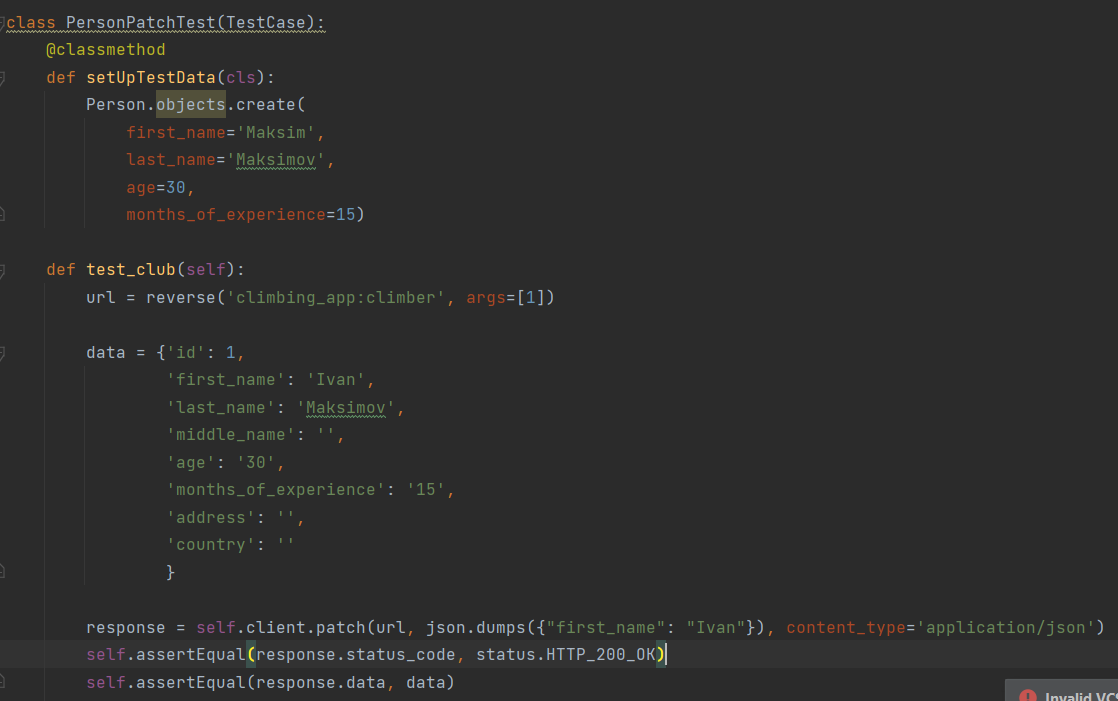 class PersonPatchTest(TestCase):
@classmethod
def setUpTestData(cls):
Person.objects.create(
first_name='Maksim',
last_name='Maksimov',
age=30,
months_of_experience=15)
def test_club(self):
url = reverse('climbing_app:climber', args=[1])
data = {'id': 1,
'first_name': 'Ivan',
'last_name': 'Maksimov',
'middle_name': '',
'age': '30',
'months_of_experience': '15',
'address': '',
'country': ''
}
response = self.client.patch(url, json.dumps({"first_name": "Ivan"}), content_type='application/json')
self.assertEqual(response.status_code, status.HTTP_200_OK)
self.assertEqual(response.data, data)
Invalid VCS